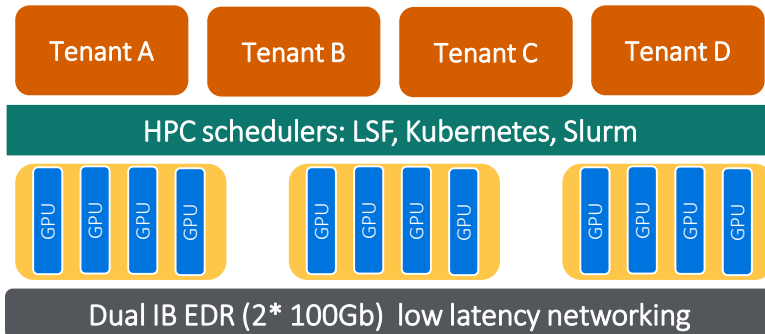 Tenant A
Tenant B
Tenant C
Tenant D
HPC schedulers: LSF, Kubernetes, Slurm
GPU
GPU
GPU
GPU
GPU
GPU
GPU
GPU
GPU
GPU
GPU
GPU
Dual IB EDR (2* 100Gb) low latency networking